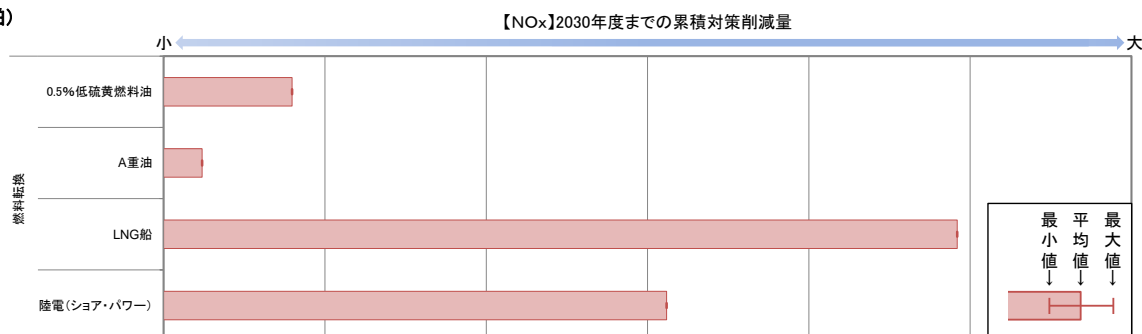 【NOx】2030年度までの累積対策削減量
小
大
燃料転換
0.5%低硫黄燃料油
A重油
LNG船
陸電(ショア・パワー)
最小値→
平均値→
最大値→